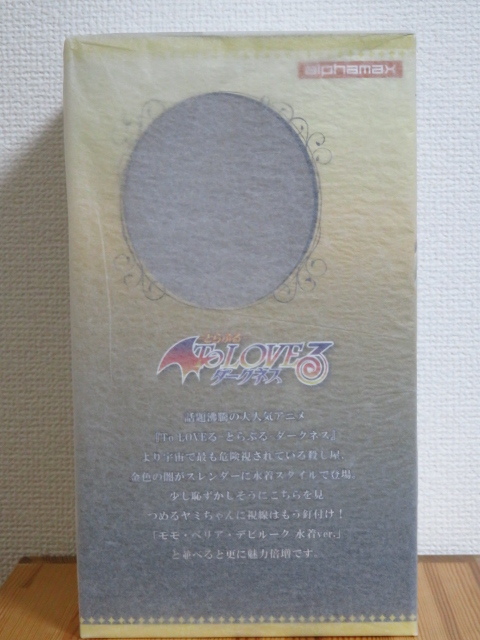 alphamax
とらぶる
To LOVEる
ダークネス
話題沸騰の大人気アニメ
『To LOVEる-とらぶる-ダークネス』
より宇宙で最も危険視されている殺し屋、
金色の闇がスレンダーに水着スタイルで登場。
少し恥ずかしそうにこちらを見
つめるヤミちゃんに視線はもう釘付け!
「モモ・ベリア・デビルーク 水着ver.」
と並べると更に魅力倍増です。
alphamax